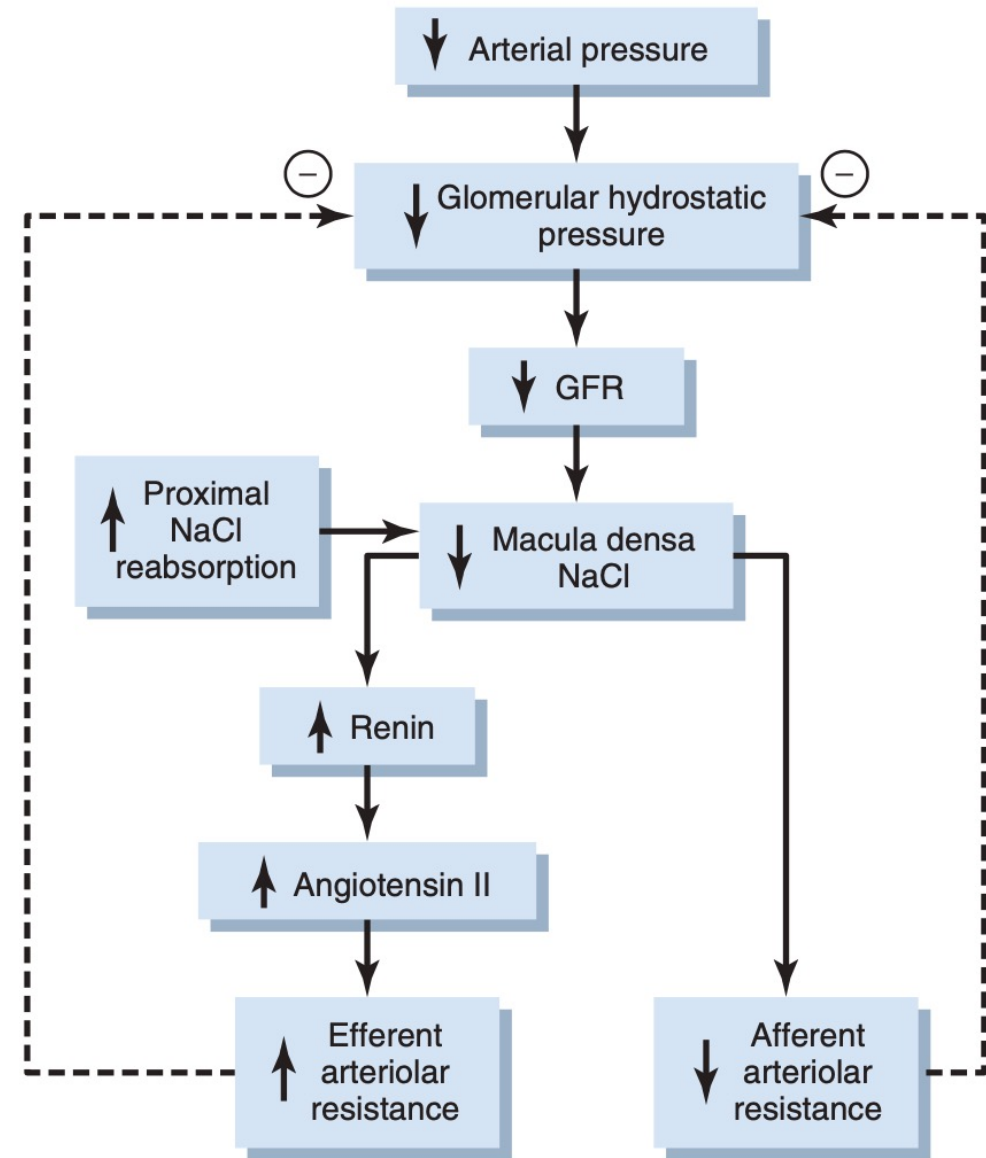 Arterial pressure
−
−
Glomerular hydrostatic
pressure
GFR
Proximal
NaCl
reabsorption
Macula densa
NaCl
Renin
Angiotensin II
Efferent
arteriolar
resistance
Afferent
arteriolar
resistance